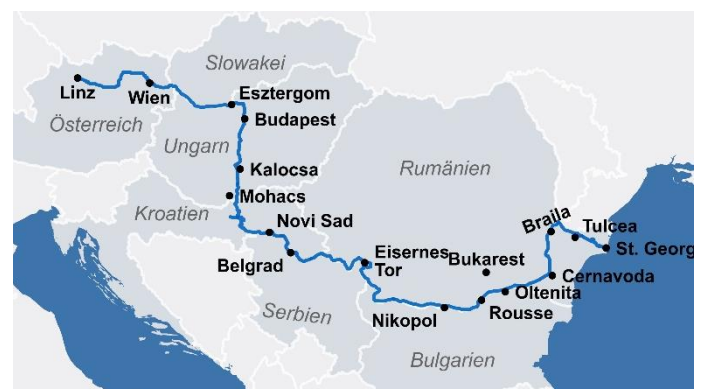 Slowakei
Linz
Wien
Esztergom
Österreich
Budapest
Ungarn
Kalocsa
Rumänien
Mohacs
Kroatien
Novi Sad
Braila
Tulcea
St. Georg
Belgrad
Eisernes
Tor
Bukarest
Cernavoda
Oltenita
Serbien
Nikopol
Rousse
Bulgarien